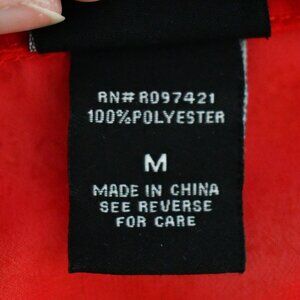 RN# R097421
100%POLYESTER
M
MADE IN CHINA
SEE REVERSE
FOR CARE